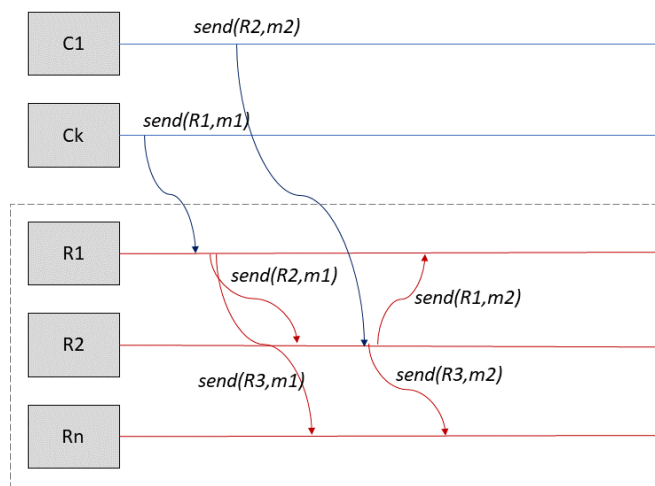 send(R2,m2)
C1
send(R1,m1)
Ck
R1
send(R2,m1)
send(R1,m2)
R2
send(R3,m1)
send(R3,m2)
Rn